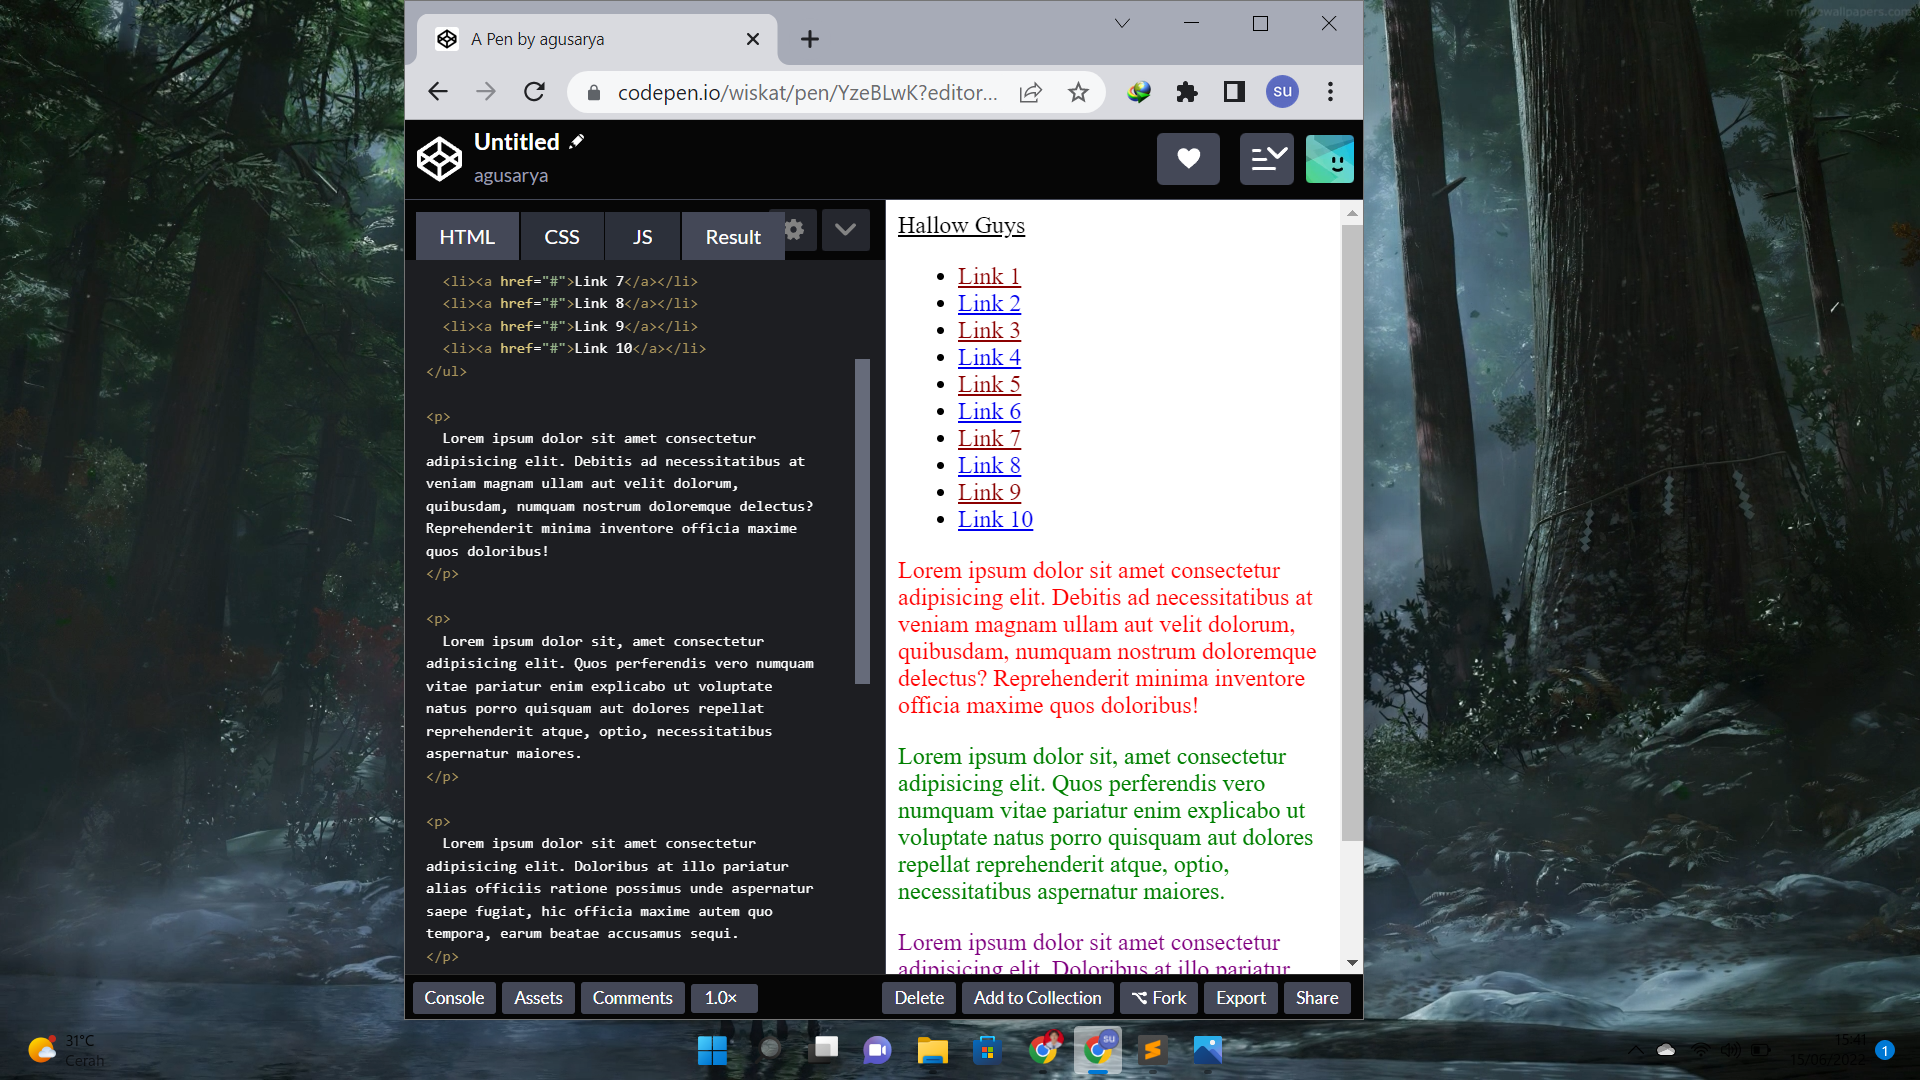 A Pen by agusarya
codepen.io/wiskat/pen/YzeBLwK?editor...
SU
Untitled
agusarya
HTML
CSS
JS
Result
<li><a href="#">Link 7</a></li>
<li><a href="#">Link 8</a></li>
<li><a href="#">Link 9</a></li>
<li><a href="#">Link 10</a></li>
</ul>
<p>
Lorem ipsum dolor sit amet consectetur
adipisicing elit. Debitis ad necessitatibus at
veniam magnam ullam aut velit dolorum,
quibusdam, numquam nostrum doloremque delectus?
Reprehenderit minima inventore officia maxime
quos doloribus!
</p>
<p>
Lorem ipsum dolor sit, amet consectetur
adipisicing elit. Quos perferendis vero numquam
vitae pariatur enim explicabo ut voluptate
natus porro quisquam aut dolores repellat
reprehenderit atque, optio, necessitatibus
aspernatur maiores.
</p>
<p>
Lorem ipsum dolor sit amet consectetur
adipisicing elit. Doloribus at illo pariatur
alias officiis ratione possimus unde aspernatur
saepe fugiat, hic officia maxime autem quo
tempora, earum beatae accusamus sequi.
</p>
Hallow Guys
Link 1
Link 2
Link 3
Link 4
Link 5
Link 6
Link 7
Link 8
Link 9
Link 10
Lorem ipsum dolor sit amet consectetur
adipisicing elit. Debitis ad necessitatibus at
veniam magnam ullam aut velit dolorum,
quibusdam, numquam nostrum doloremque
delectus? Reprehenderit minima inventore
officia maxime quos doloribus!
Lorem ipsum dolor sit, amet consectetur
adipisicing elit. Quos perferendis vero
numquam vitae pariatur enim explicabo ut
voluptate natus porro quisquam aut dolores
repellat reprehenderit atque, optio,
necessitatibus aspernatur maiores.
Lorem ipsum dolor sit amet consectetur
adipisicing elit. Doloribus at illo pariatur
Console
Assets
Comments
1.0×
Delete
Add to Collection
Fork
Export
Share
31°C
Cerah
SU
15:41
15/06/2022
1